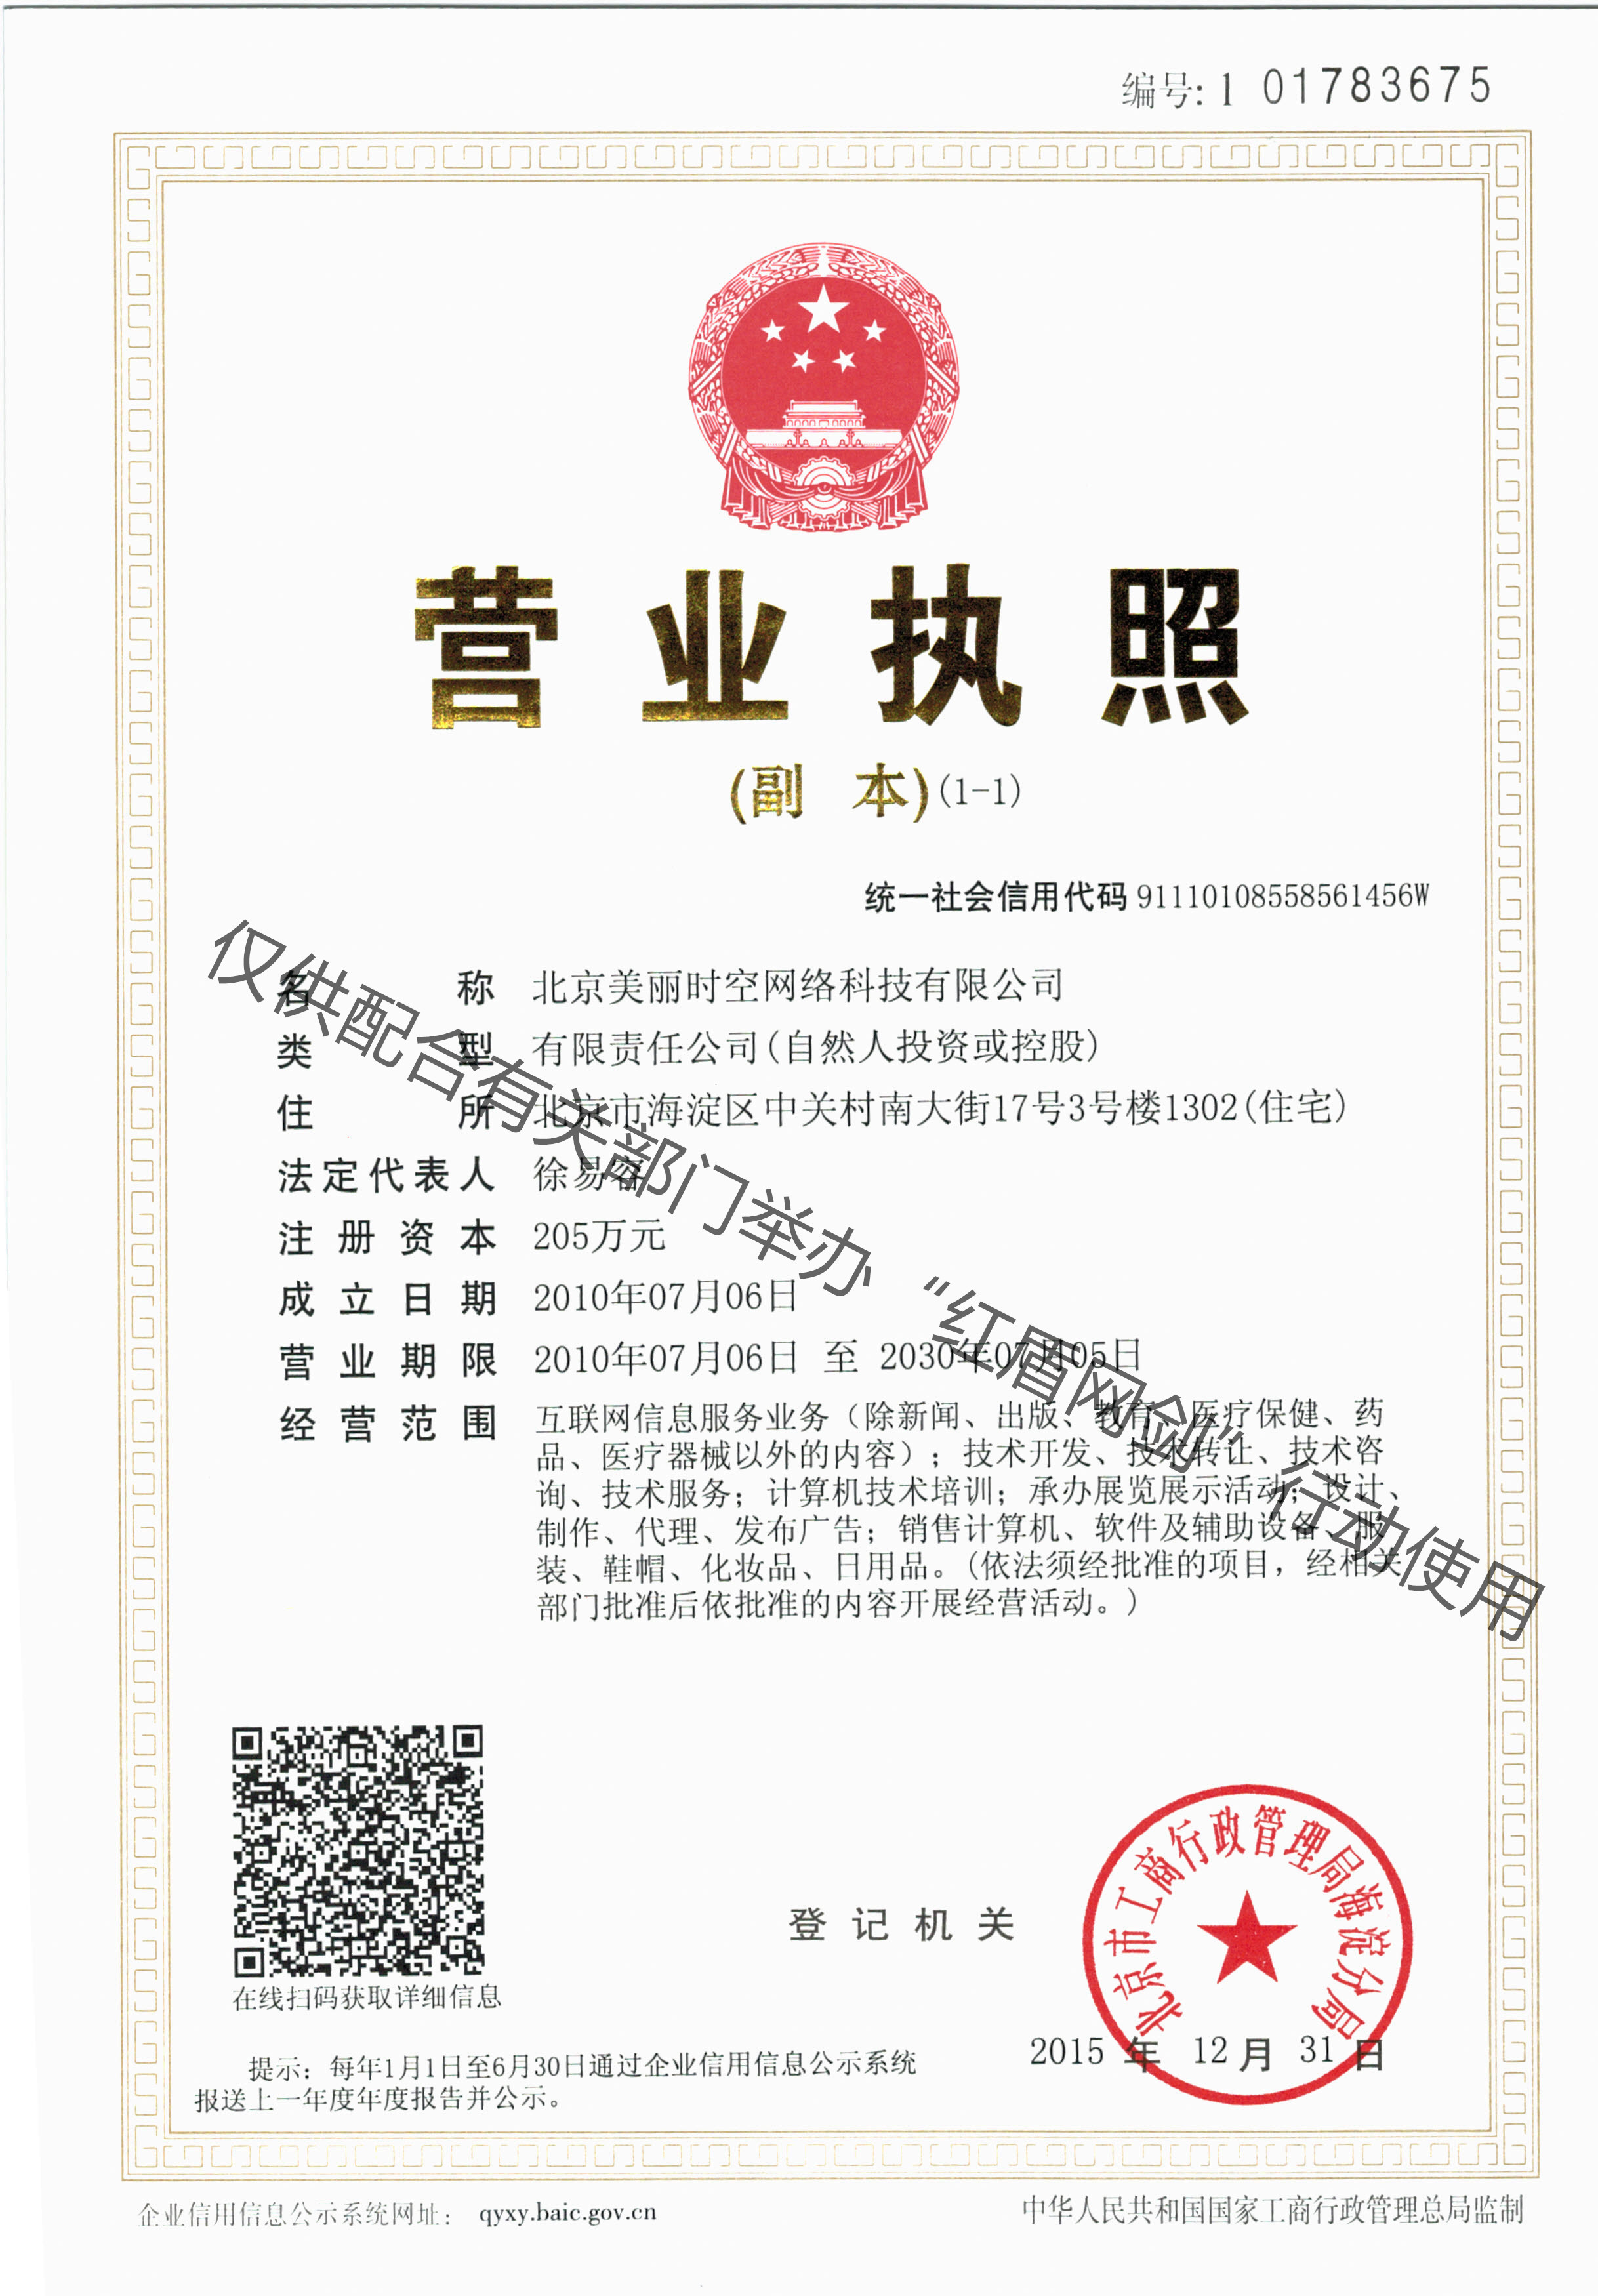 编号: 1 01783675
营业执照
(副 本)(1-1)
统一社会信用代码 91110108558561456W
名 称 北京美丽时空网络科技有限公司
类 型 有限责任公司(自然人投资或控股)
住 所 北京市海淀区中关村南大街17号3号楼1302(住宅)
法定代表人 徐易容
注册资本 205万元
成立日期 2010年07月06日
营业期限 2010年07月06日 至 2030年07月05日
经营范围 互联网信息服务业务（除新闻、出版、教育、医疗保健、药
品、医疗器械以外的内容）；技术开发、技术转让、技术咨
询、技术服务；计算机技术培训；承办展览展示活动；设计、
制作、代理、发布广告；销售计算机、软件及辅助设备、服
装、鞋帽、化妆品、日用品。(依法须经批准的项目，经相关
部门批准后依批准的内容开展经营活动。)
仅供配合有关部门举办“红盾网剑”行动使用
在线扫码获取详细信息
登记机关
北京市工商行政管理局海淀分局
2015 年 12 月 31 日
提示：每年1月1日至6月30日通过企业信用信息公示系统
报送上一年度年度报告并公示。
企业信用信息公示系统网址： qyxy.baic.gov.cn
中华人民共和国国家工商行政管理总局监制